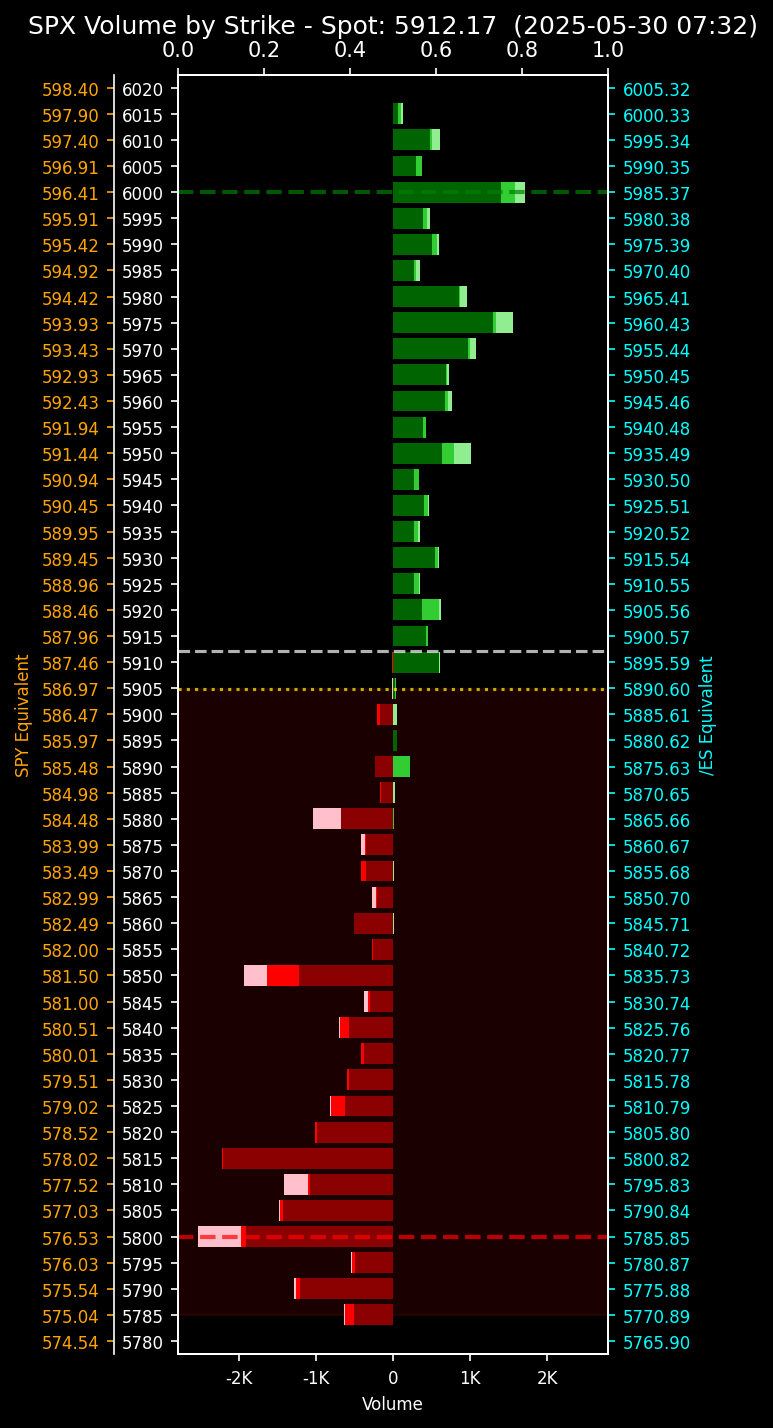 SPX Volume by Strike - Spot: 5912.17 (2025-05-30 07:32)
0.0 0.2 0.4 0.6 0.8 1.0
598.40 6020 6005.32
597.90 6015 6000.33
597.40 6010 5995.34
596.91 6005 5990.35
596.41 6000 5985.37
595.91 5995 5980.38
595.42 5990 5975.39
594.92 5985 5970.40
594.42 5980 5965.41
593.93 5975 5960.43
593.43 5970 5955.44
592.93 5965 5950.45
592.43 5960 5945.46
591.94 5955 5940.48
591.44 5950 5935.49
590.94 5945 5930.50
590.45 5940 5925.51
589.95 5935 5920.52
589.45 5930 5915.54
588.96 5925 5910.55
588.46 5920 5905.56
587.96 5915 5900.57
587.46 5910 5895.59
586.97 5905 5890.60
586.47 5900 5885.61
585.97 5895 5880.62
585.48 5890 5875.63
584.98 5885 5870.65
584.48 5880 5865.66
583.99 5875 5860.67
583.49 5870 5855.68
582.99 5865 5850.70
582.49 5860 5845.71
582.00 5855 5840.72
581.50 5850 5835.73
581.00 5845 5830.74
580.51 5840 5825.76
580.01 5835 5820.77
579.51 5830 5815.78
579.02 5825 5810.79
578.52 5820 5805.80
578.02 5815 5800.82
577.52 5810 5795.83
577.03 5805 5790.84
576.53 5800 5785.85
576.03 5795 5780.87
575.54 5790 5775.88
575.04 5785 5770.89
574.54 5780 5765.90
SPY Equivalent
/ES Equivalent
-2K -1K 0 1K 2K
Volume